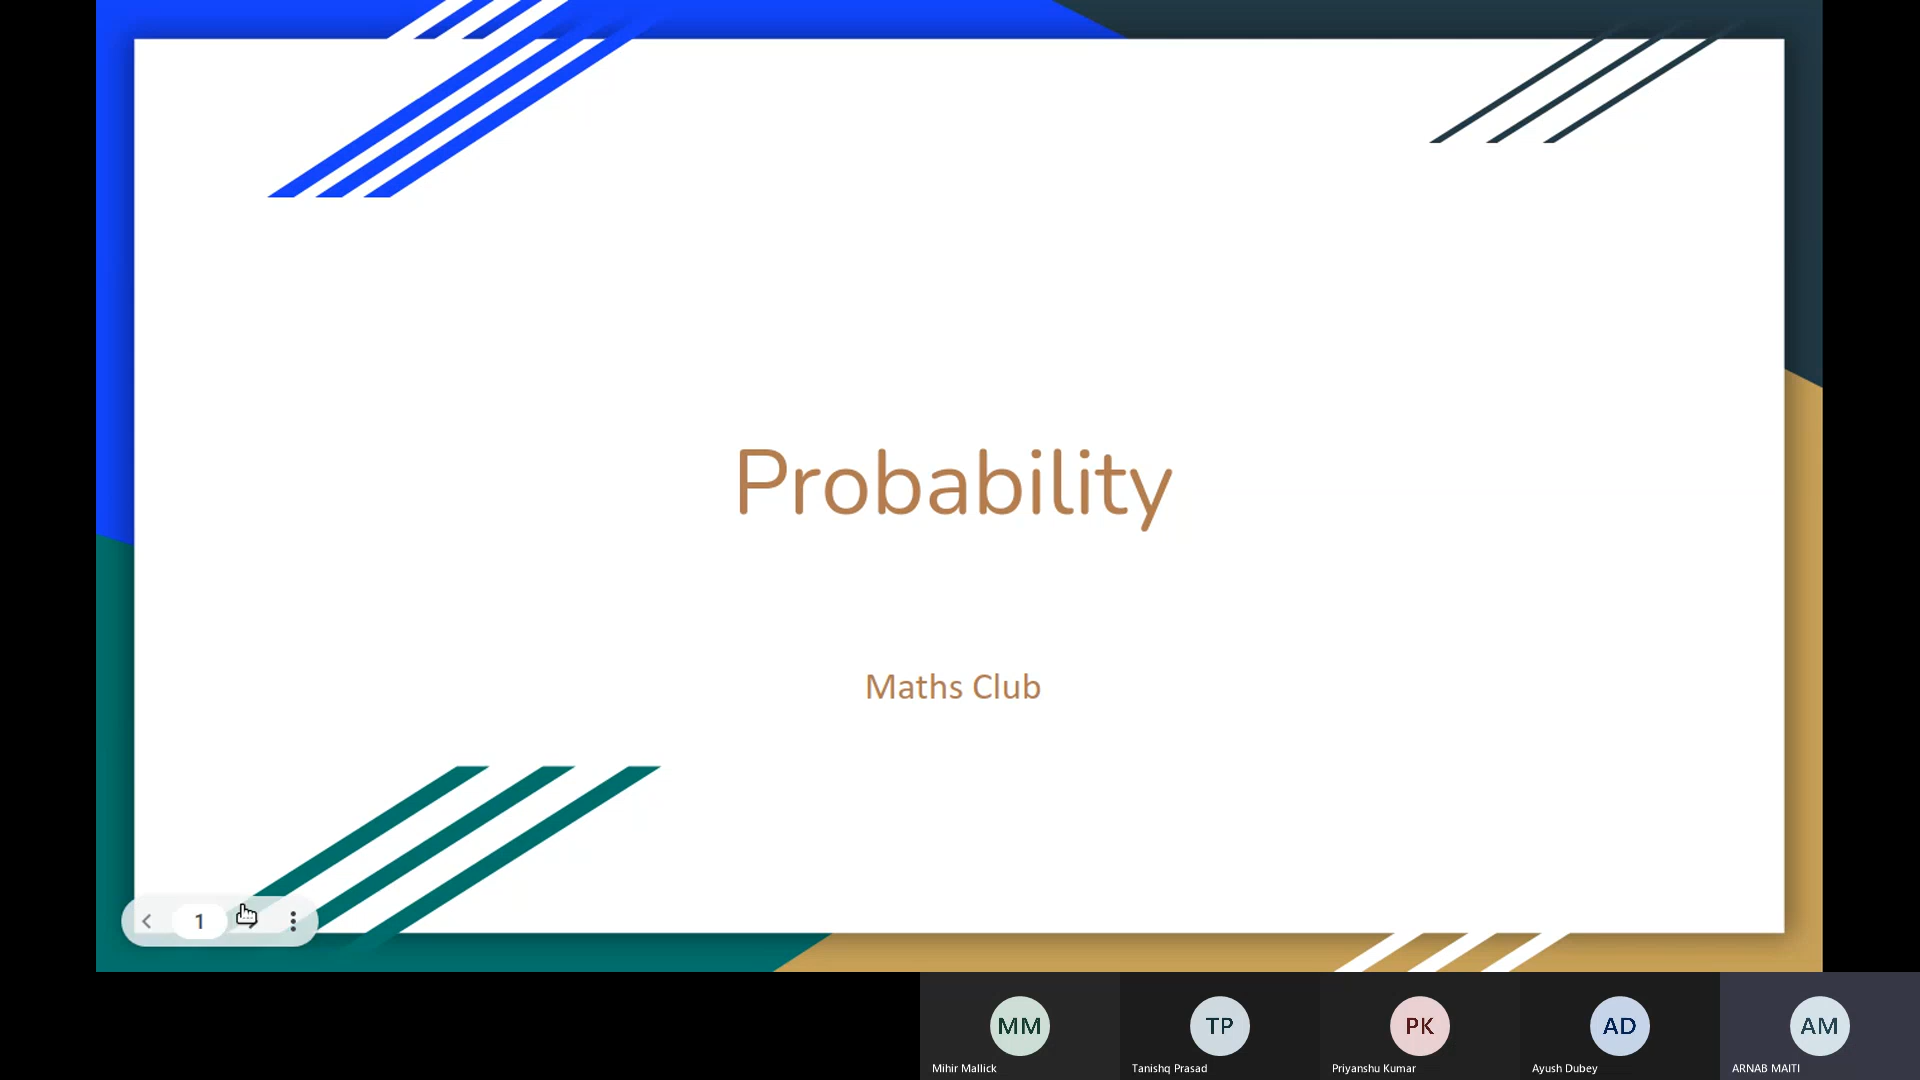 Probability
Maths Club
1
MM
TP
PK
AD
AM
Mihir Mallick
Tanishq Prasad
Priyanshu Kumar
Ayush Dubey
ARNAB MAITI